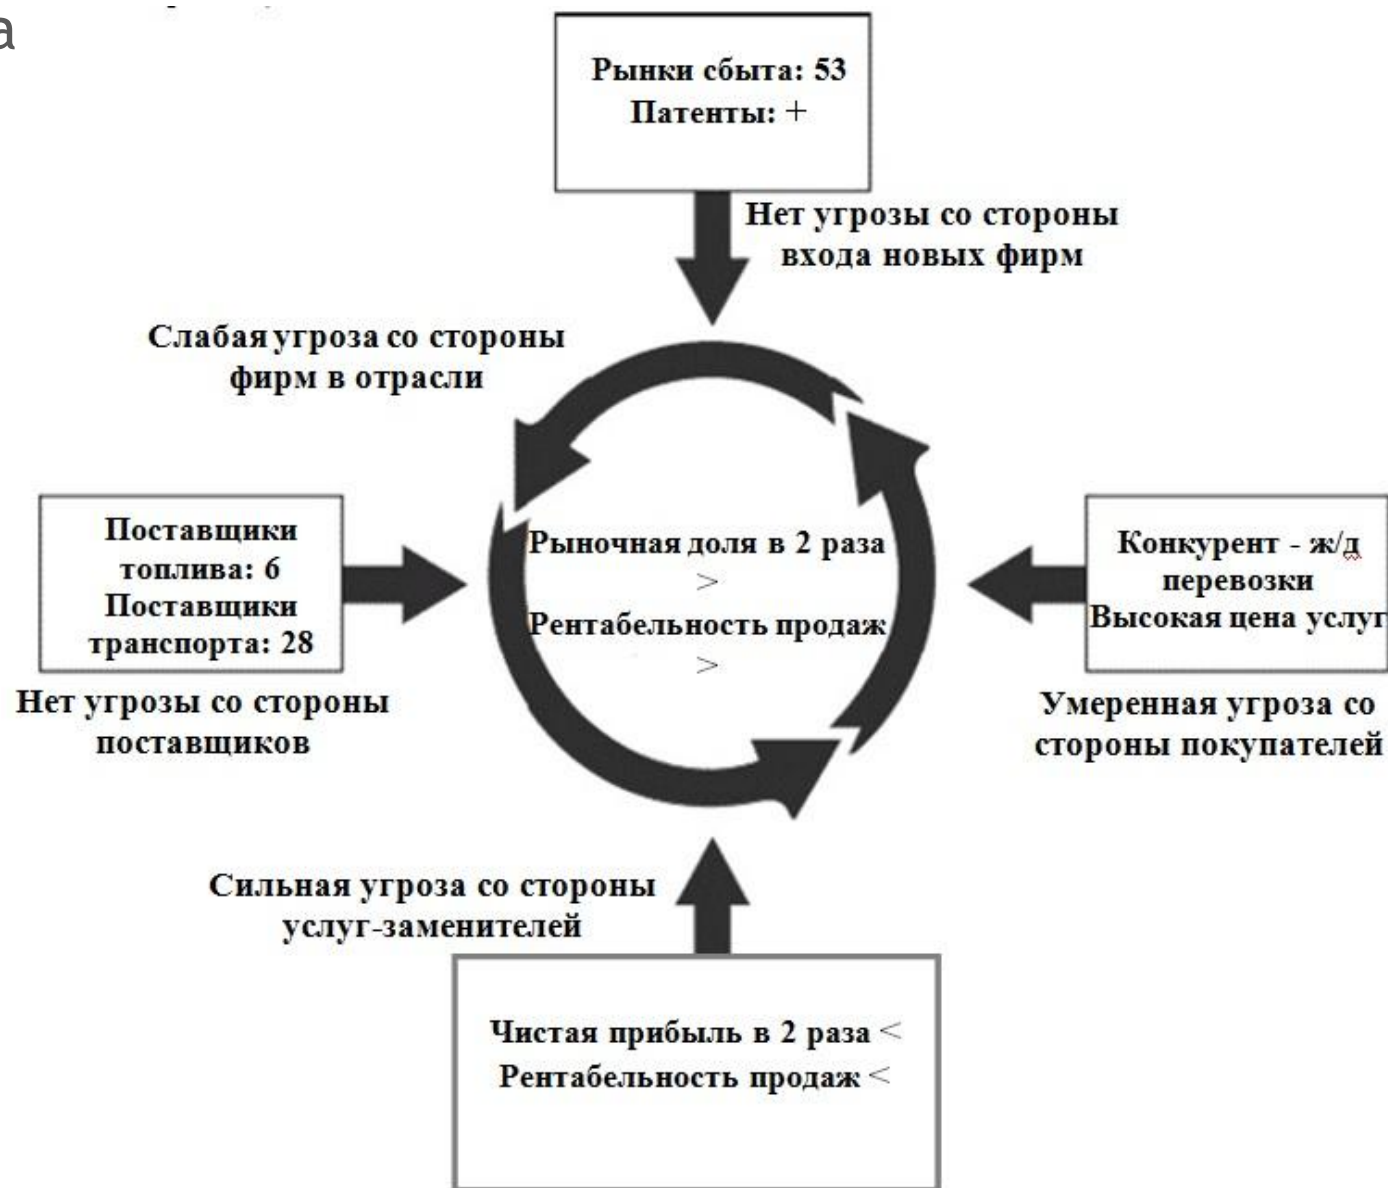 а
Рынки сбыта: 53
Патенты: +
Нет угрозы со стороны
входа новых фирм
Слабая угроза со стороны
фирм в отрасли
Поставщики
топлива: 6
Поставщики
транспорта: 28
Нет угрозы со стороны
поставщиков
Рыночная доля в 2 раза
>
Рентабельность продаж
>
Конкурент - ж/д
перевозки
Высокая цена услуг
Умеренная угроза со
стороны покупателей
Сильная угроза со стороны
услуг-заменителей
Чистая прибыль в 2 раза <
Рентабельность продаж <